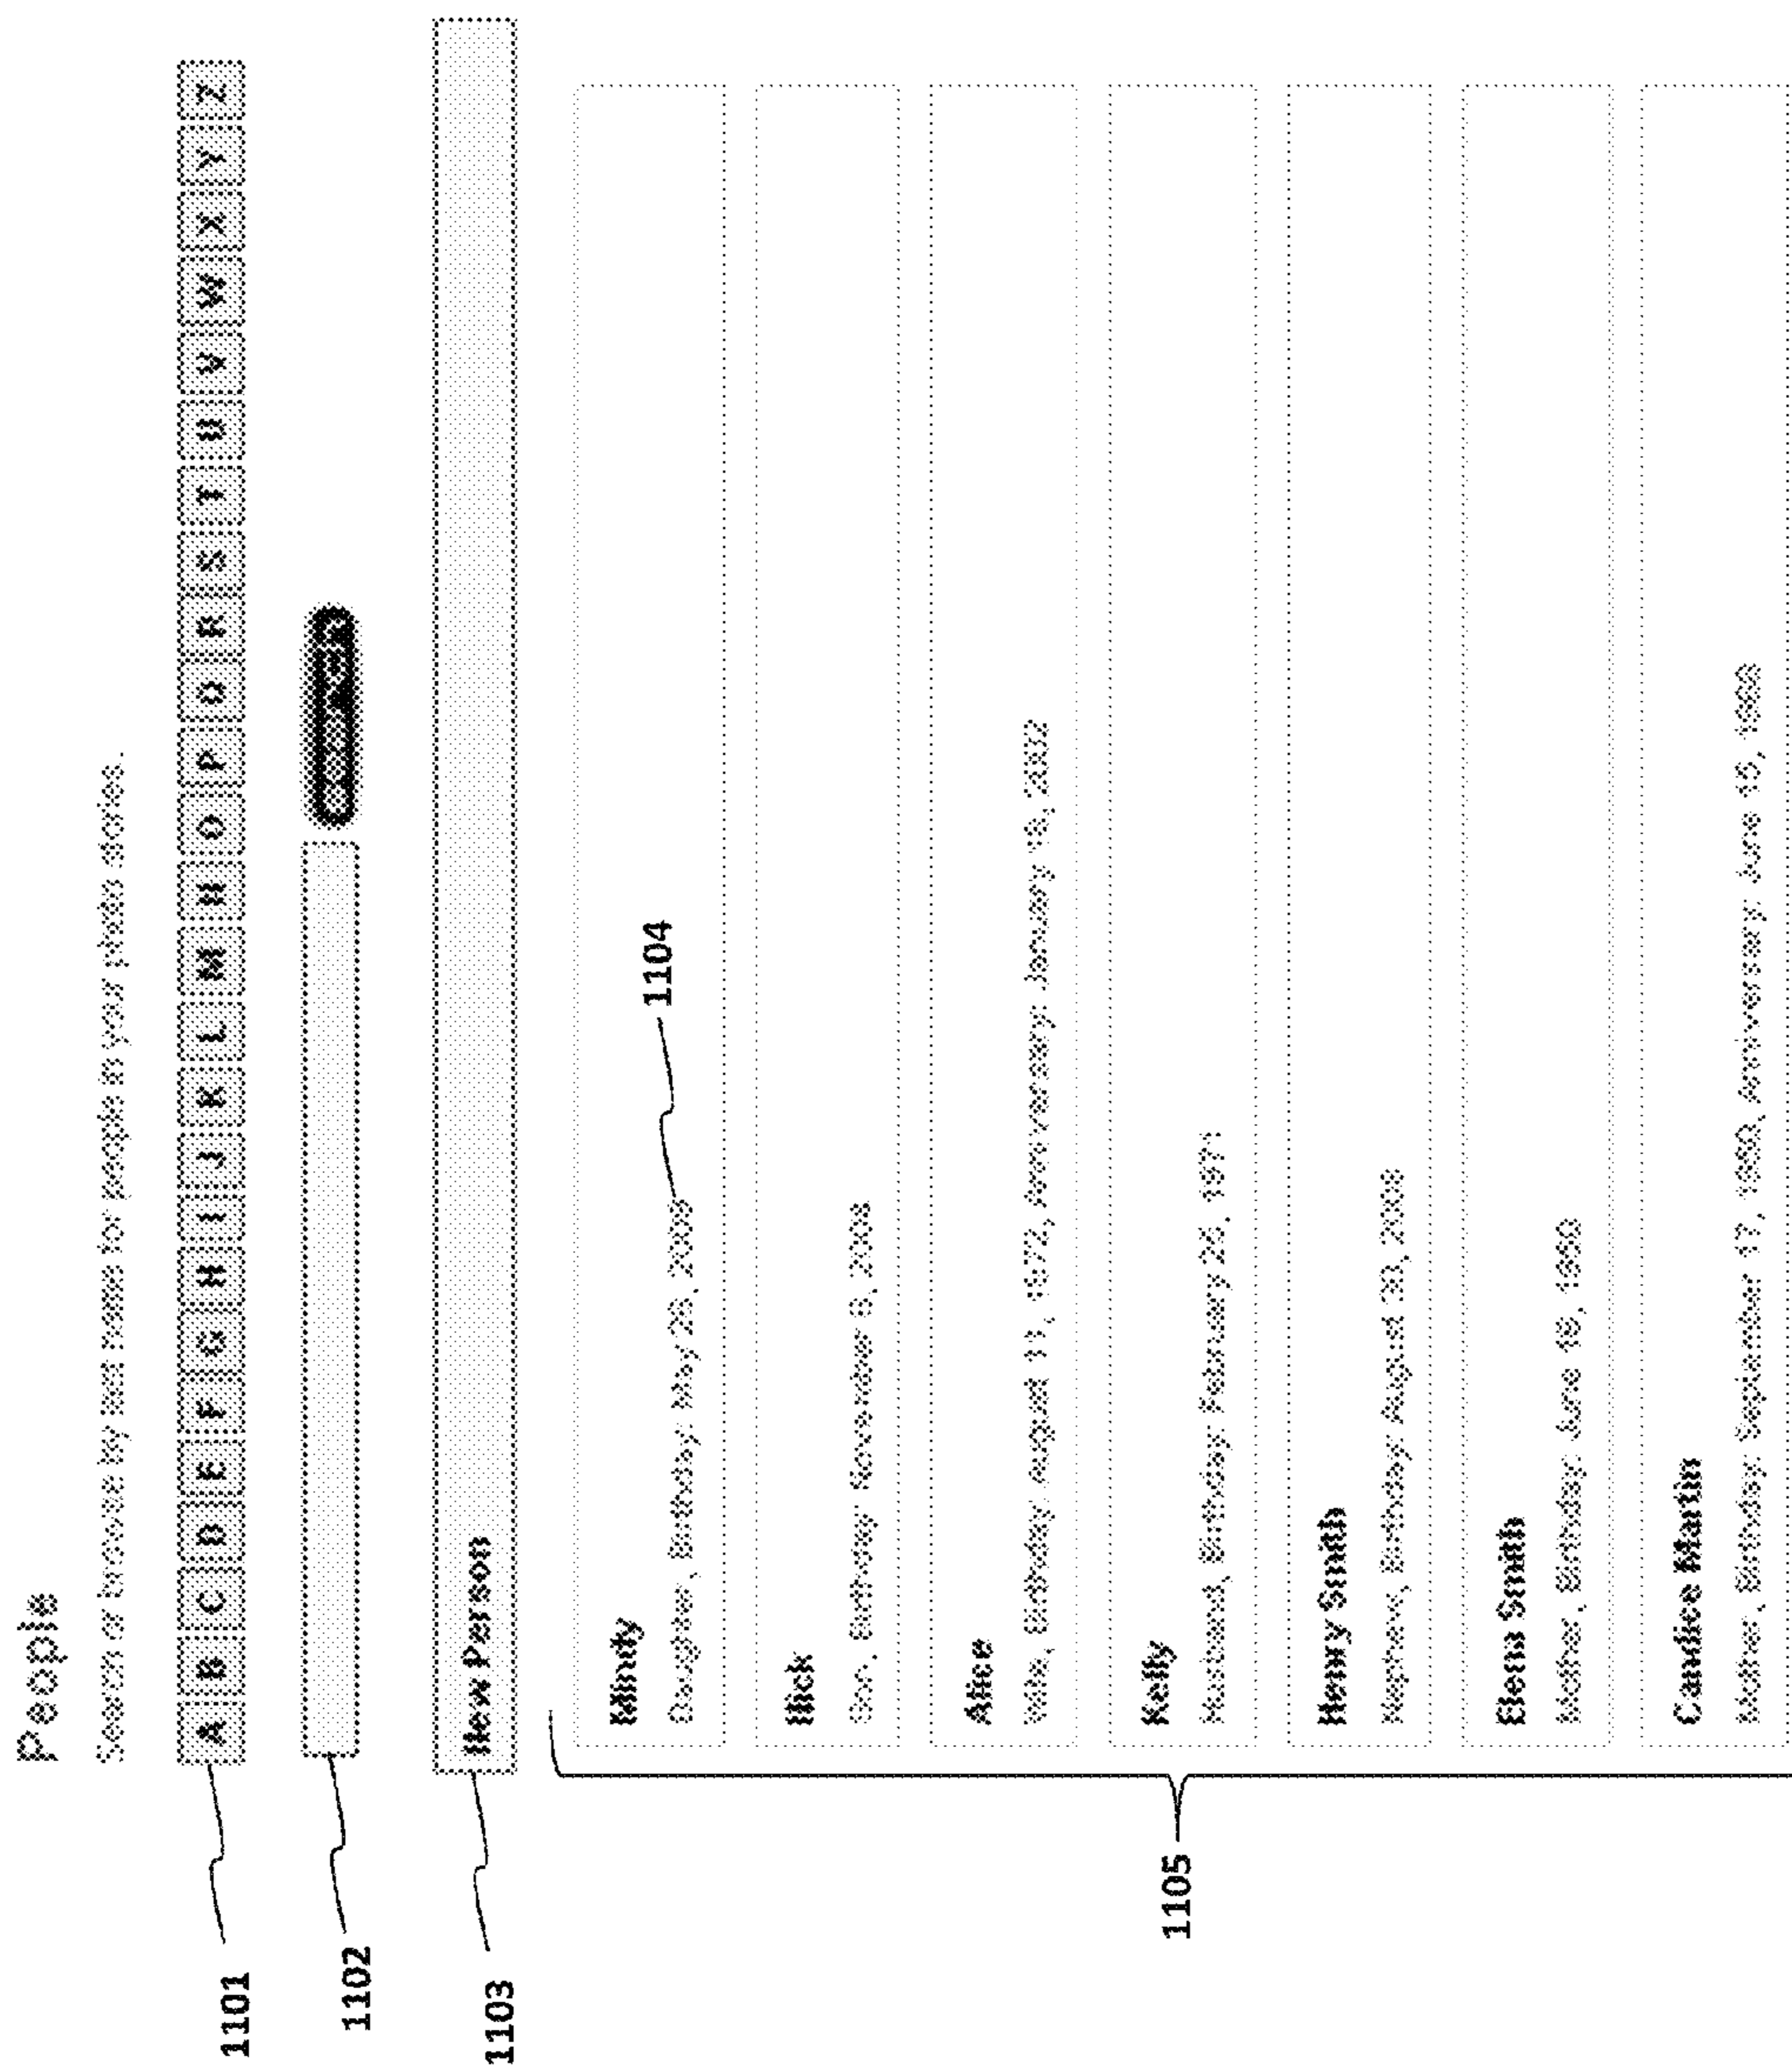 People
Search or browse by last name for people in your photo stories.
1101
A B C D E F G H I J K L M N O P Q R S T U V W X Y Z
1102
1103
New Person
1104
1105
Mindy
Daughter, Birthday: May 28, 2008
Nick
Son, Birthday: November 8, 2008
Alice
Wife, Birthday: August 11, 1972, Anniversary: January 18, 2002
Kelly
Husband, Birthday: February 26, 1971
Henry Smith
Nephew, Birthday: August 30, 2008
Elena Smith
Mother, Birthday: June 16, 1950
Candice Martin
Mother, Birthday: September 17, 1950, Anniversary: June 15, 1968